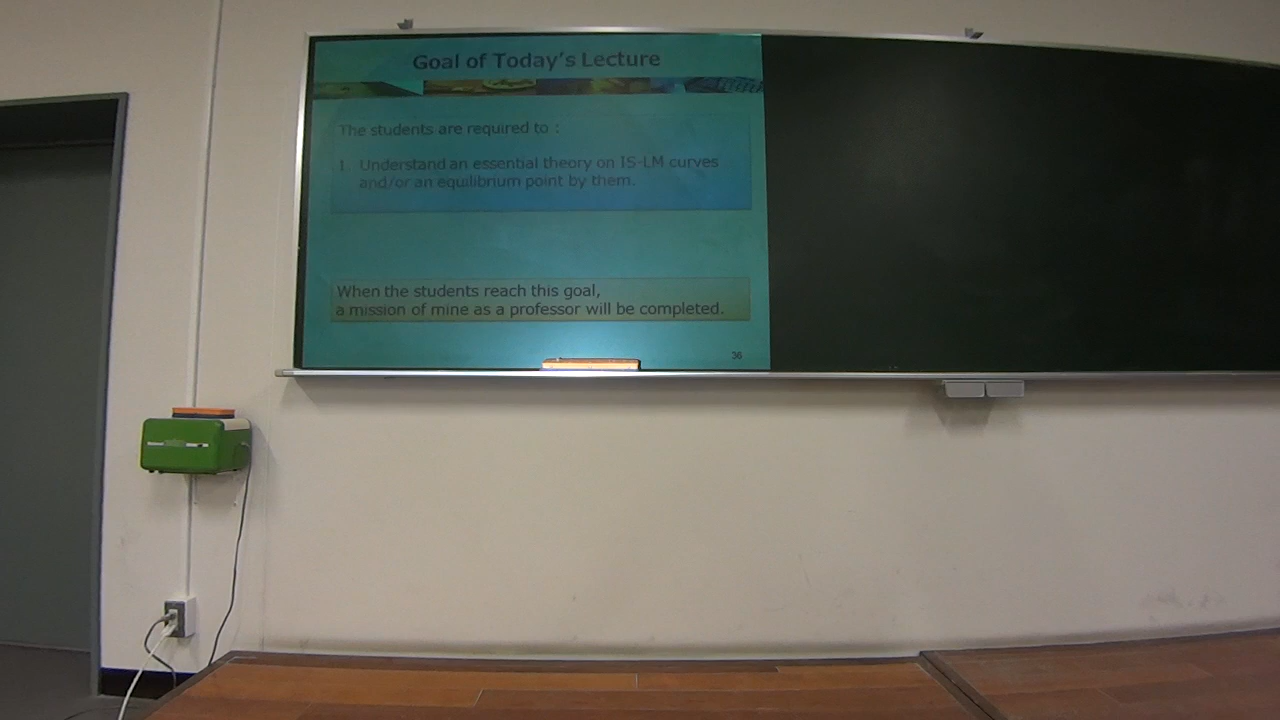 Goal of Today's Lecture
The students are required to :
1. Understand an essential theory on IS-LM curves
and/or an equilibrium point by them.
When the students reach this goal,
a mission of mine as a professor will be completed.
36